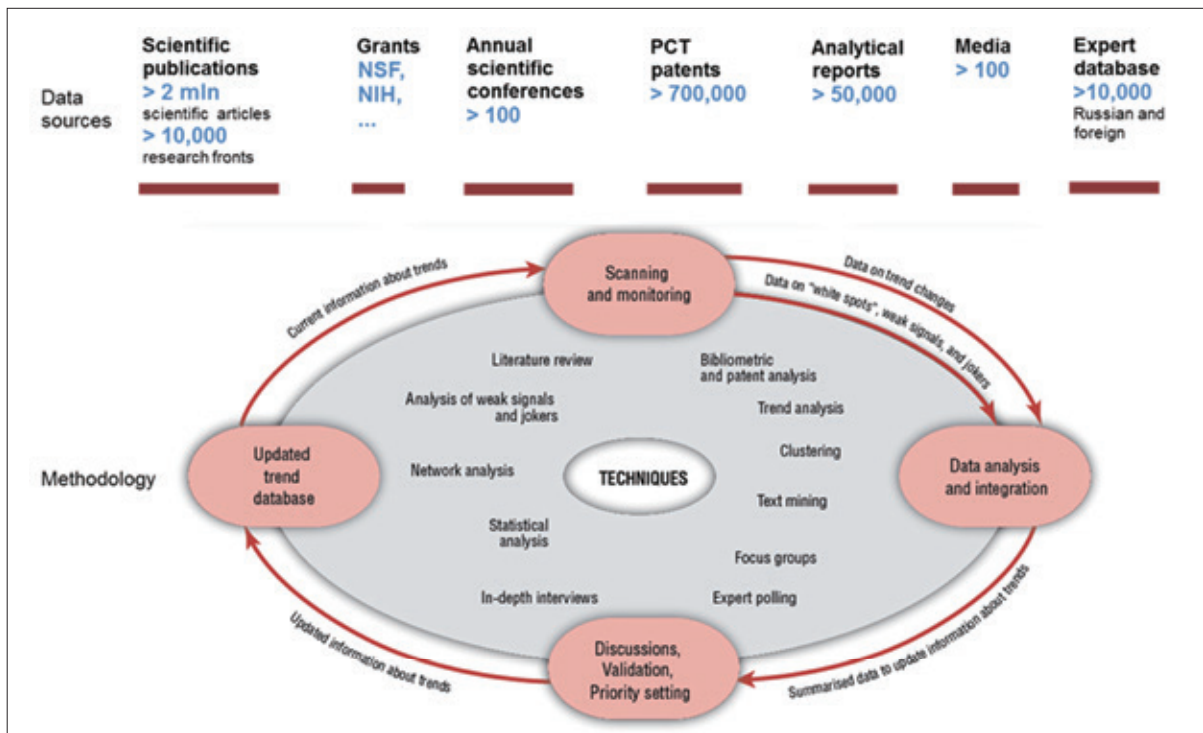 Data
sources
Scientific
publications
> 2 mln
scientific articles
> 10,000
research fronts
Grants
NSF,
NIH,
...
Annual
scientific
conferences
> 100
PCT
patents
> 700,000
Analytical
reports
> 50,000
Media
> 100
Expert
database
>10,000
Russian and
foreign
Methodology
Scanning
and monitoring
Current information about trends
Data on trend changes
Data on "white spots", weak signals, and jokers
Literature review
Bibliometric
and patent analysis
Analysis of weak signals
and jokers
Trend analysis
Updated
trend
database
Network analysis
TECHNIQUES
Clustering
Data analysis
and integration
Text mining
Statistical
analysis
Focus groups
In-depth interviews
Expert polling
Updated information about trends
Discussions,
Validation,
Priority setting
Summarised data to update information about trends